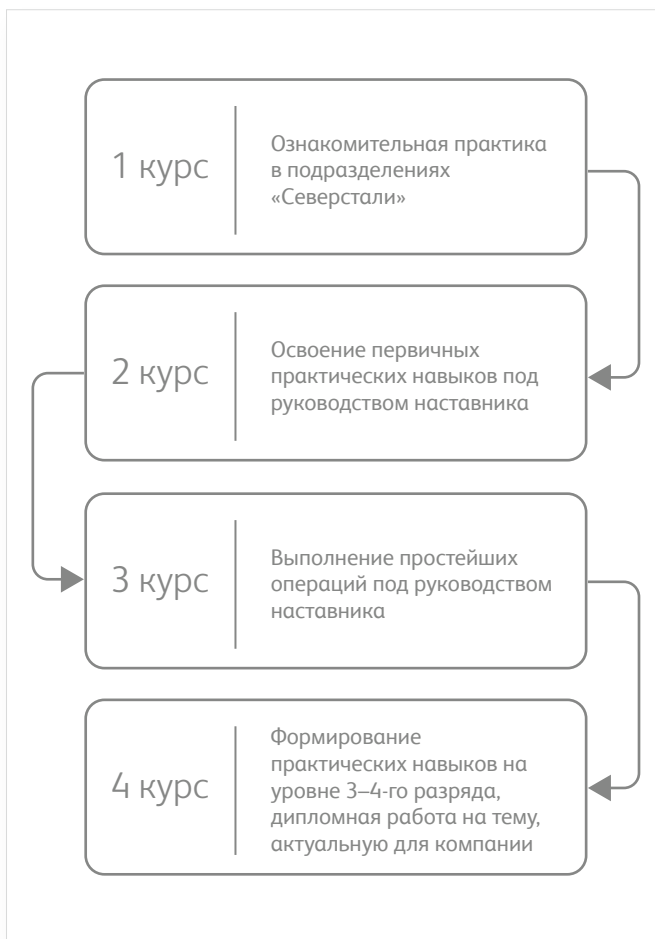 1 курс
Ознакомительная практика
в подразделениях
«Северстали»
2 курс
Освоение первичных
практических навыков под
руководством наставника
3 курс
Выполнение простейших
операций под руководством
наставника
4 курс
Формирование
практических навыков на
уровне 3–4-го разряда,
дипломная работа на тему,
актуальную для компании